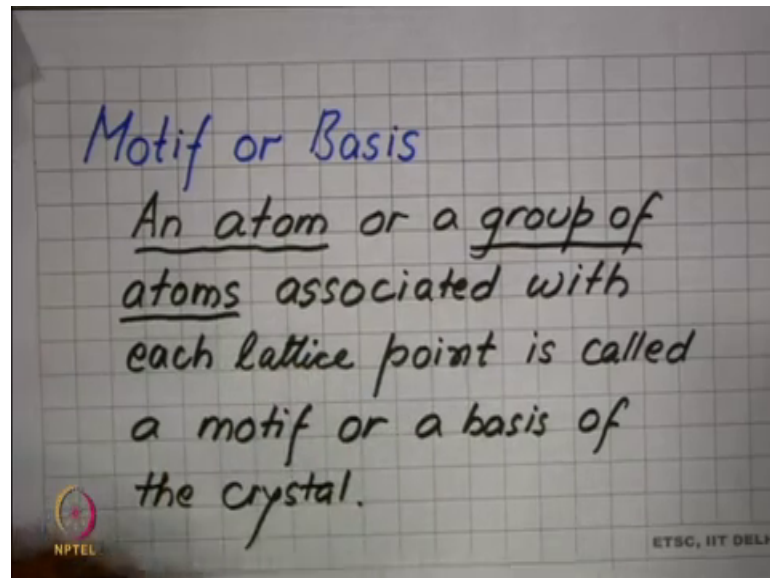 Motif or Basis
An atom or a group of
atoms associated with
each lattice point is called
a motif or a basis of
the crystal.
NPTEL
ETSC, IIT DELH